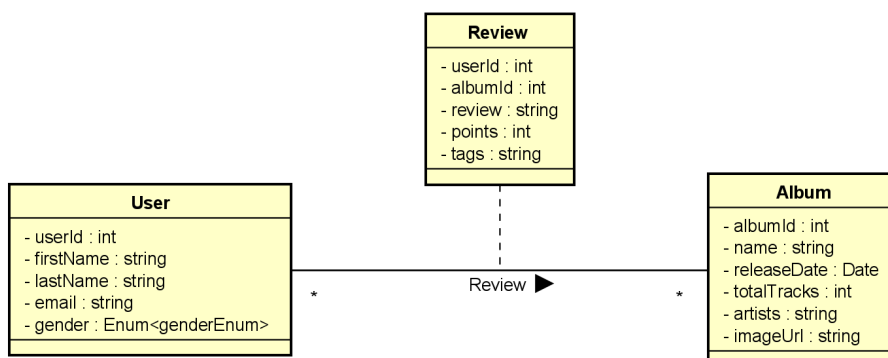 Review
- userId : int
- albumId : int
- review : string
- points : int
- tags : string
User
- userId : int
- firstName : string
- lastName : string
- email : string
- gender : Enum<genderEnum>
*
Review ▶
*
Album
- albumId : int
- name : string
- releaseDate : Date
- totalTracks : int
- artists : string
- imageUrl : string